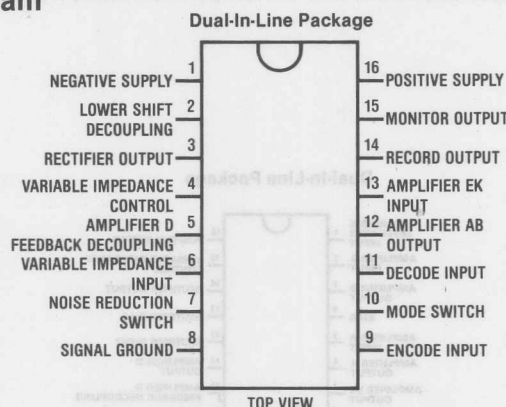 Dual-In-Line Package
1
NEGATIVE SUPPLY
2
LOWER SHIFT
DECOUPLING
3
RECTIFIER OUTPUT
4
VARIABLE IMPEDANCE
CONTROL
5
AMPLIFIER D
FEEDBACK DECOUPLING
6
VARIABLE IMPEDANCE
INPUT
7
NOISE REDUCTION
SWITCH
8
SIGNAL GROUND
16
POSITIVE SUPPLY
15
MONITOR OUTPUT
14
RECORD OUTPUT
13
AMPLIFIER EK
INPUT
12
AMPLIFIER AB
OUTPUT
11
DECODE INPUT
10
MODE SWITCH
9
ENCODE INPUT
TOP VIEW